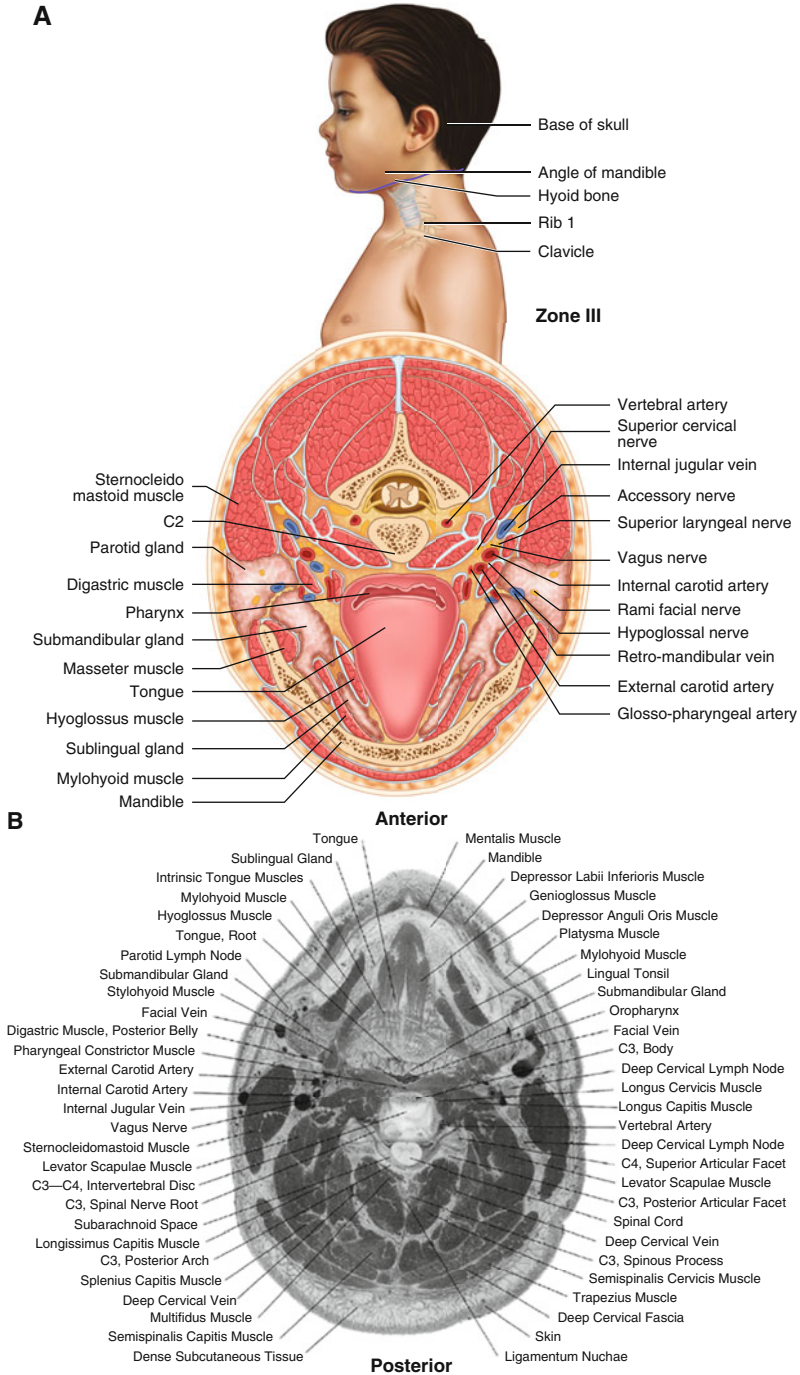 A
Base of skull
Angle of mandible
Hyoid bone
Rib 1
Clavicle
Zone III
Sternocleido
mastoid muscle
C2
Parotid gland
Digastric muscle
Pharynx
Submandibular gland
Masseter muscle
Tongue
Hyoglossus muscle
Sublingual gland
Mylohyoid muscle
Mandible
Vertebral artery
Superior cervical
nerve
Internal jugular vein
Accessory nerve
Superior laryngeal nerve
Vagus nerve
Internal carotid artery
Rami facial nerve
Hypoglossal nerve
Retro-mandibular vein
External carotid artery
Glosso-pharyngeal artery
B
Anterior
Tongue
Sublingual Gland
Intrinsic Tongue Muscles
Mylohyoid Muscle
Hyoglossus Muscle
Tongue, Root
Parotid Lymph Node
Submandibular Gland
Stylohyoid Muscle
Facial Vein
Digastric Muscle, Posterior Belly
Pharyngeal Constrictor Muscle
External Carotid Artery
Internal Carotid Artery
Internal Jugular Vein
Vagus Nerve
Sternocleidomastoid Muscle
Levator Scapulae Muscle
C3—C4, Intervertebral Disc
C3, Spinal Nerve Root
Subarachnoid Space
Longissimus Capitis Muscle
C3, Posterior Arch
Splenius Capitis Muscle
Deep Cervical Vein
Multifidus Muscle
Semispinalis Capitis Muscle
Dense Subcutaneous Tissue
Mentalis Muscle
Mandible
Depressor Labii Inferioris Muscle
Genioglossus Muscle
Depressor Anguli Oris Muscle
Platysma Muscle
Mylohyoid Muscle
Lingual Tonsil
Submandibular Gland
Oropharynx
Facial Vein
C3, Body
Deep Cervical Lymph Node
Longus Cervicis Muscle
Longus Capitis Muscle
Vertebral Artery
Deep Cervical Lymph Node
C4, Superior Articular Facet
Levator Scapulae Muscle
C3, Posterior Articular Facet
Spinal Cord
Deep Cervical Vein
C3, Spinous Process
Semispinalis Cervicis Muscle
Trapezius Muscle
Deep Cervical Fascia
Skin
Ligamentum Nuchae
Posterior